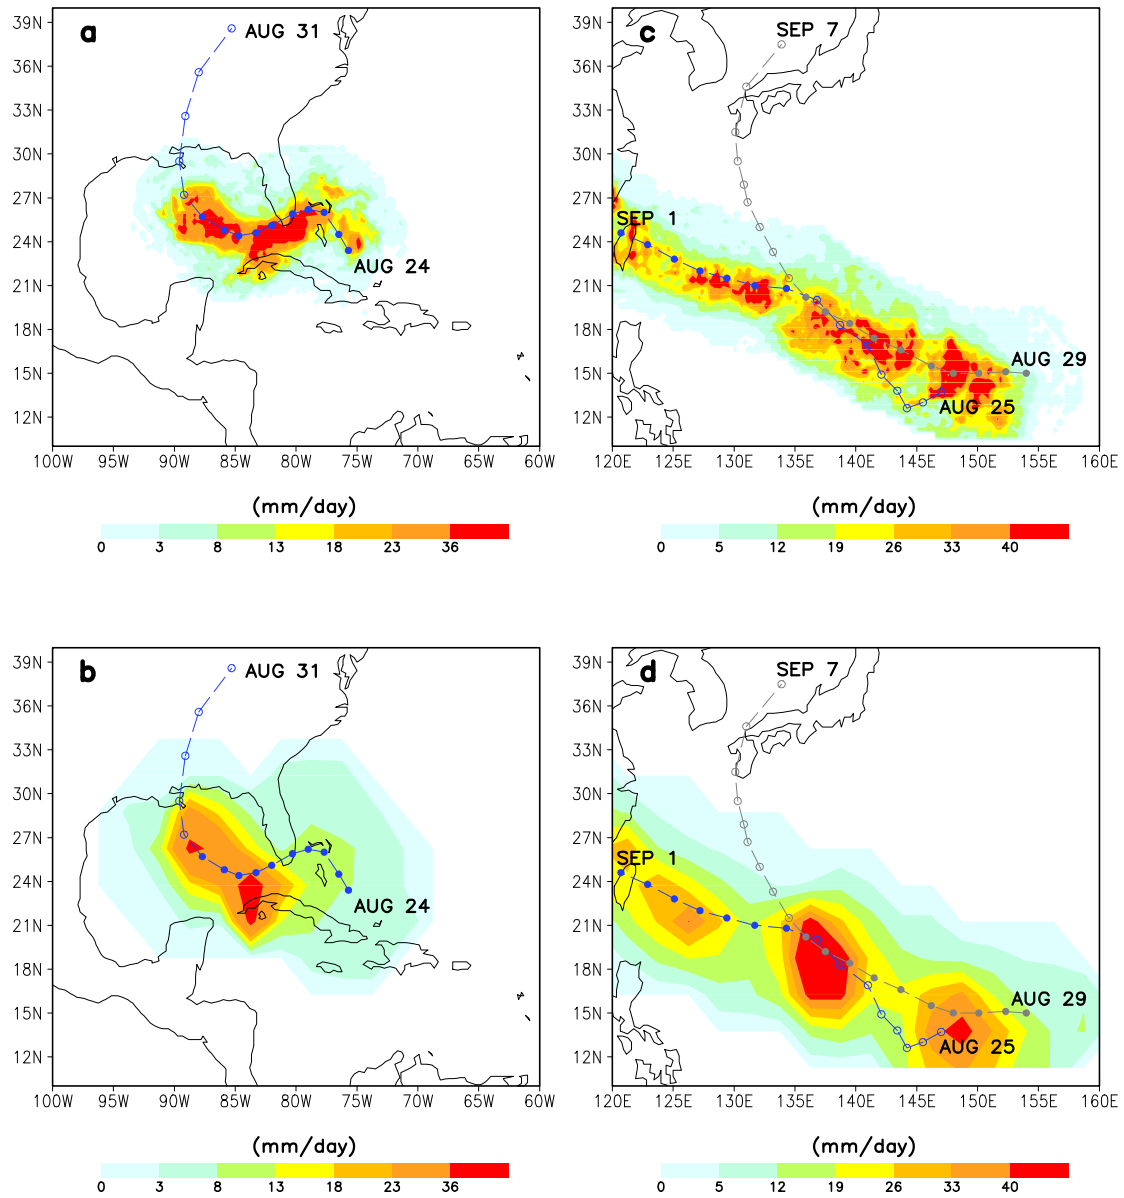 a
AUG 31
AUG 24
39N
36N
33N
30N
27N
24N
21N
18N
15N
12N
100W 95W 90W 85W 80W 75W 70W 65W 60W
(mm/day)
0 3 8 13 18 23 36
c
SEP 7
SEP 1
AUG 29
AUG 25
39N
36N
33N
30N
27N
24N
21N
18N
15N
12N
120E 125E 130E 135E 140E 145E 150E 155E 160E
(mm/day)
0 5 12 19 26 33 40
b
AUG 31
AUG 24
39N
36N
33N
30N
27N
24N
21N
18N
15N
12N
100W 95W 90W 85W 80W 75W 70W 65W 60W
(mm/day)
0 3 8 13 18 23 36
d
SEP 7
SEP 1
AUG 29
AUG 25
39N
36N
33N
30N
27N
24N
21N
18N
15N
12N
120E 125E 130E 135E 140E 145E 150E 155E 160E
(mm/day)
0 5 12 19 26 33 40